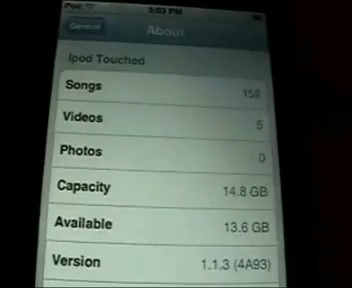 iPod 5:03 PM
General About
Ipod Touched
Songs 159
Videos 5
Photos 0
Capacity 14.8 GB
Available 13.6 GB
Version 1.1.3 (4A93)